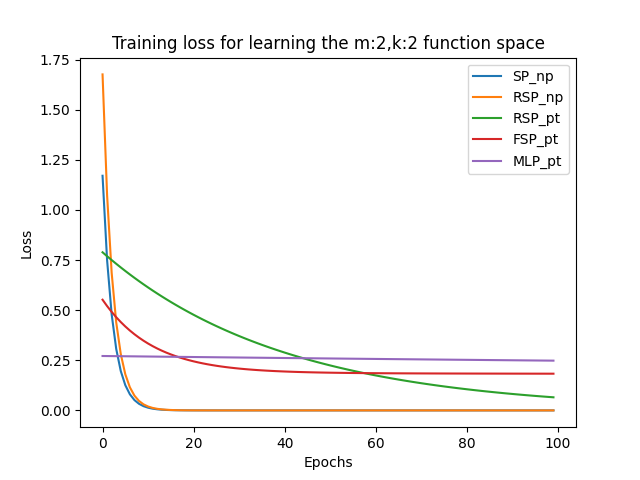 Training loss for learning the m:2,k:2 function space
1.75
1.50
1.25
1.00
0.75
0.50
0.25
0.00
Loss
SP_np
RSP_np
RSP_pt
FSP_pt
MLP_pt
0 20 40 60 80 100
Epochs